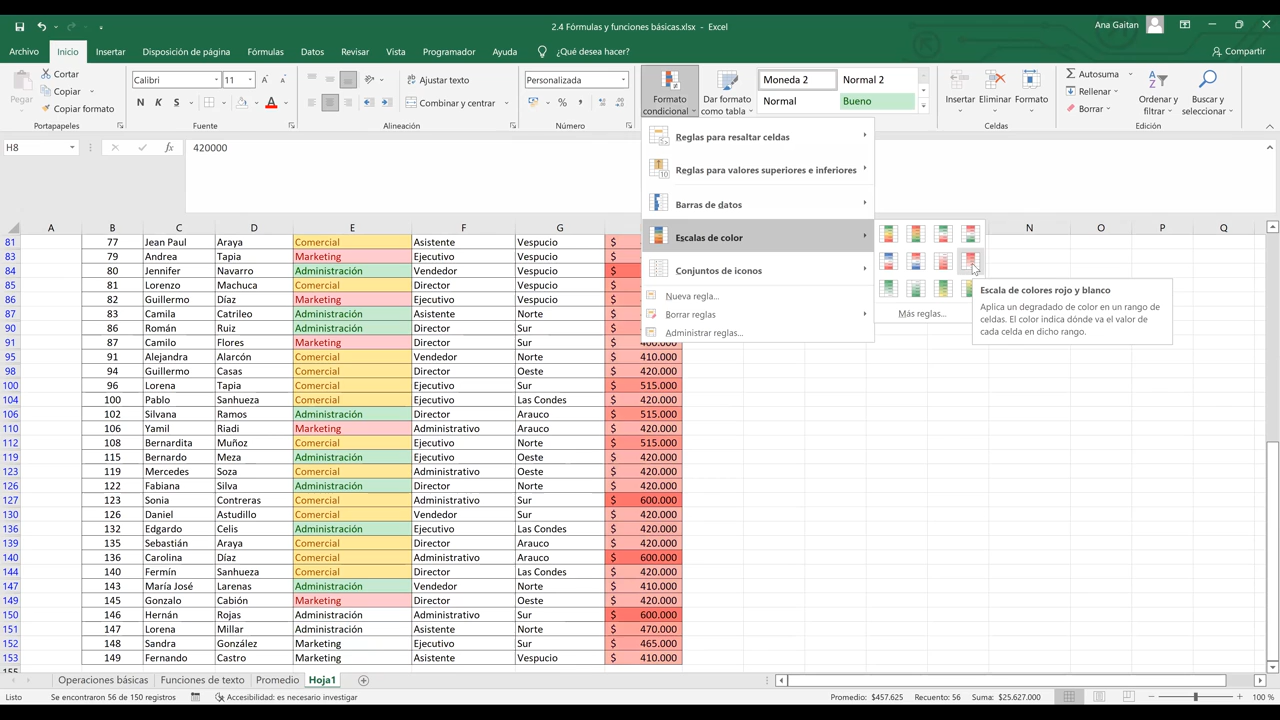 2.4 Fórmulas y funciones básicas.xlsx - Excel
Ana Gaitan
Archivo Inicio Insertar Disposición de página Fórmulas Datos Revisar Vista Programador Ayuda ¿Qué desea hacer? Compartir
Pegar
Cortar
Copiar
Copiar formato
Portapapeles
Calibri 11
N K S
Fuente
Ajustar texto
Combinar y centrar
Alineación
Personalizada
Número
Formato condicional
Dar formato como tabla
Moneda 2 Normal 2
Normal Bueno
Insertar Eliminar Formato
Celdas
Autosuma
Rellenar
Borrar
Ordenar y filtrar
Buscar y seleccionar
Edición
H8 fx 420000
Reglas para resaltar celdas
Reglas para valores superiores e inferiores
Barras de datos
Escalas de color
Conjuntos de iconos
Nueva regla...
Borrar reglas
Administrar reglas...
Más reglas...
Escala de colores rojo y blanco
Aplica un degradado de color en un rango de
celdas. El color indica dónde va el valor de
cada celda en dicho rango.
A B C D E F G N O P Q
81 77 Jean Paul Araya Comercial Asistente Vespucio $
83 79 Andrea Tapia Marketing Ejecutivo Vespucio $
84 80 Jennifer Navarro Administración Vendedor Vespucio $
85 81 Lorenzo Machuca Comercial Director Vespucio $
86 82 Guillermo Díaz Marketing Ejecutivo Vespucio $
87 83 Camila Catrileo Administración Asistente Norte $
90 86 Román Ruiz Administración Director Sur $
91 87 Camilo Flores Marketing Director Sur $
95 91 Alejandra Alarcón Comercial Vendedor Norte $ 410.000
98 94 Guillermo Casas Comercial Director Oeste $ 420.000
100 96 Lorena Tapia Comercial Ejecutivo Sur $ 515.000
104 100 Pablo Sanhueza Comercial Ejecutivo Las Condes $ 420.000
106 102 Silvana Ramos Administración Director Arauco $ 515.000
110 106 Yamil Riadi Marketing Administrativo Arauco $ 420.000
112 108 Bernardita Muñoz Comercial Ejecutivo Norte $ 515.000
119 115 Bernardo Meza Administración Ejecutivo Oeste $ 420.000
123 119 Mercedes Soza Comercial Administrativo Oeste $ 420.000
126 122 Fabiana Silva Administración Director Norte $ 420.000
127 123 Sonia Contreras Comercial Administrativo Sur $ 600.000
130 126 Daniel Astudillo Comercial Vendedor Sur $ 420.000
136 132 Edgardo Celis Administración Ejecutivo Las Condes $ 420.000
139 135 Sebastián Araya Comercial Director Arauco $ 420.000
140 136 Carolina Díaz Comercial Administrativo Arauco $ 600.000
144 140 Fermín Sanhueza Comercial Director Las Condes $ 420.000
147 143 María José Larenas Administración Vendedor Norte $ 410.000
149 145 Gonzalo Cabión Marketing Director Oeste $ 420.000
150 146 Hernán Rojas Administración Administrativo Sur $ 600.000
151 147 Lorena Millar Administración Asistente Norte $ 470.000
152 148 Sandra González Marketing Ejecutivo Sur $ 465.000
153 149 Fernando Castro Marketing Asistente Vespucio $ 410.000
Operaciones básicas Funciones de texto Promedio Hoja1
Listo Se encontraron 56 de 150 registros Accesibilidad: es necesario investigar Promedio: $457.625 Recuento: 56 Suma: $25.627.000 100 %